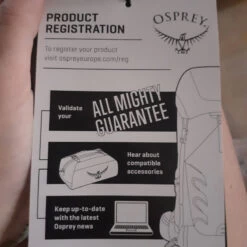 PRODUCT
REGISTRATION
OSPREY
To register your product
visit ospreyeurope.com/reg
Validate
your
ALL MIGHTY
GUARANTEE
Hear about
compatible
accessories
Keep up-to-date
with the latest
Osprey news